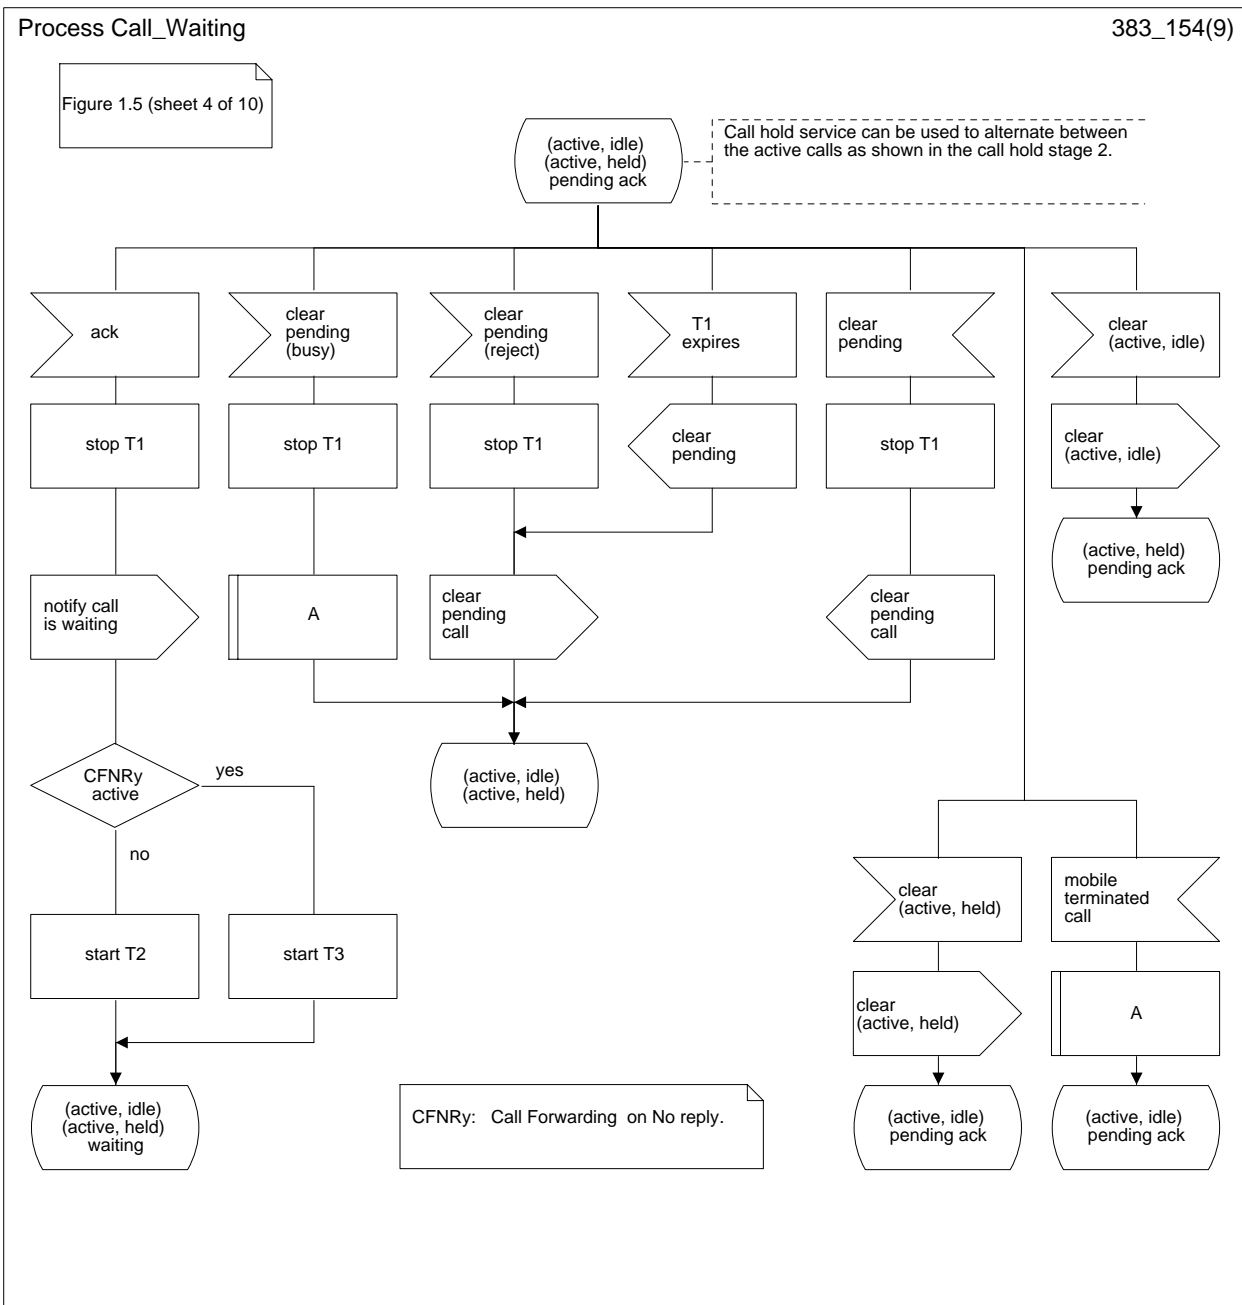 Process Call_Waiting
383_154(9)
Figure 1.5 (sheet 4 of 10)
(active, idle)
(active, held)
pending ack
Call hold service can be used to alternate between
the active calls as shown in the call hold stage 2.
ack
clear
pending
(busy)
clear
pending
(reject)
T1
expires
clear
pending
clear
(active, idle)
stop T1
stop T1
stop T1
clear
pending
stop T1
clear
(active, idle)
(active, held)
pending ack
notify call
is waiting
A
clear
pending
call
clear
pending
call
CFNRy
active
yes
no
(active, idle)
(active, held)
clear
(active, held)
mobile
terminated
call
start T2
start T3
clear
(active, held)
A
(active, idle)
(active, held)
waiting
CFNRy: Call Forwarding on No reply.
(active, idle)
pending ack
(active, idle)
pending ack